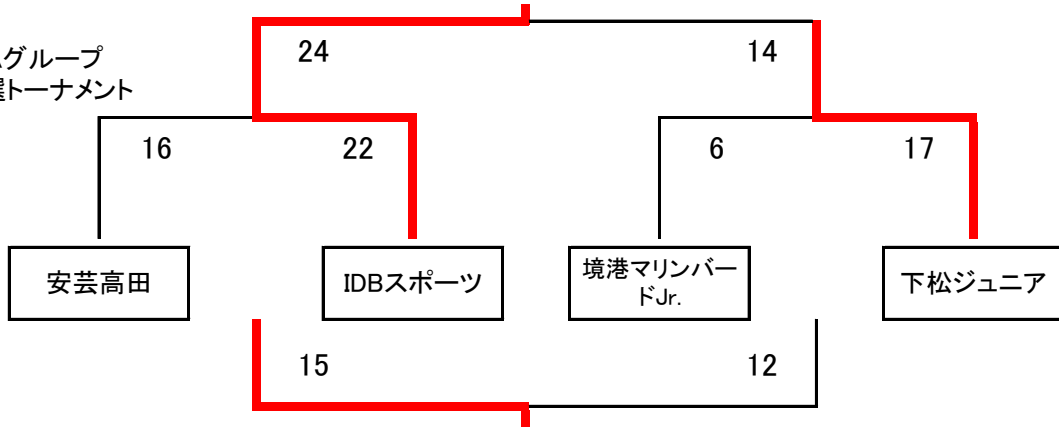 24
14
グループ
トーナメント
16
22
6
17
安芸高田
IDBスポーツ
境港マリンバー
ドJr.
下松ジュニア
15
12